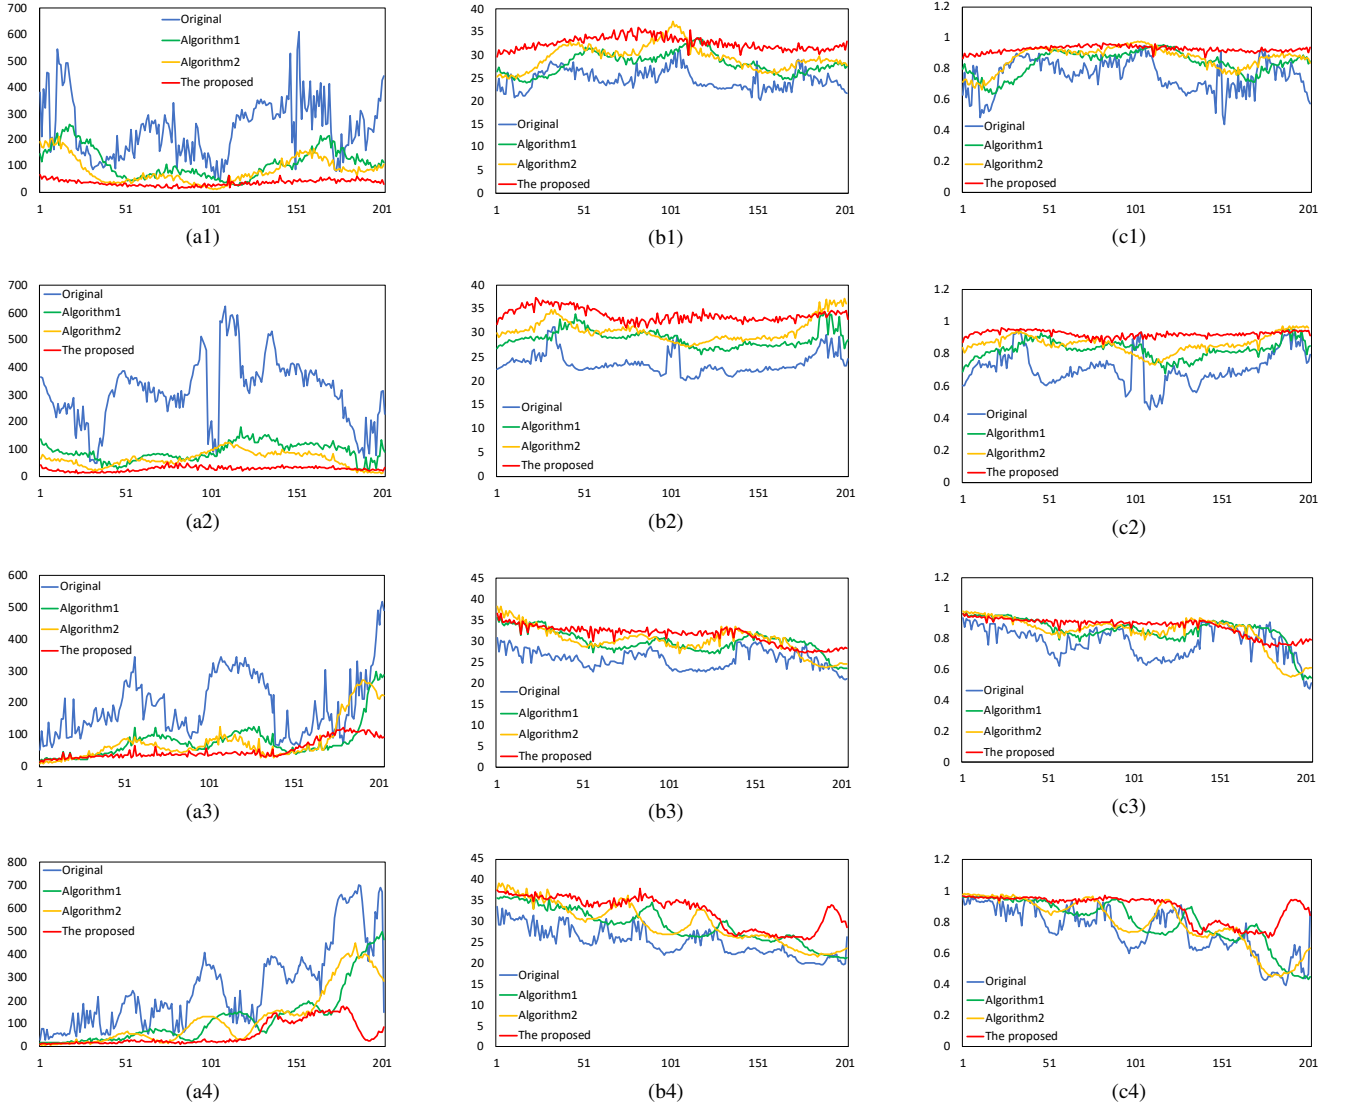 700
600
500
400
300
200
100
0
Original
Algorithm1
Algorithm2
The proposed
1 51 101 151 201
(a1)
40
35
30
25
20
15
10
5
0
Original
Algorithm1
Algorithm2
The proposed
1 51 101 151 201
(b1)
1.2
1
0.8
0.6
0.4
0.2
0
Original
Algorithm1
Algorithm2
The proposed
1 51 101 151 201
(c1)
700
600
500
400
300
200
100
0
Original
Algorithm1
Algorithm2
The proposed
1 51 101 151 201
(a2)
40
35
30
25
20
15
10
5
0
Original
Algorithm1
Algorithm2
The proposed
1 51 101 151 201
(b2)
1.2
1
0.8
0.6
0.4
0.2
0
Original
Algorithm1
Algorithm2
The proposed
1 51 101 151 201
(c2)
600
500
400
300
200
100
0
Original
Algorithm1
Algorithm2
The proposed
1 51 101 151 201
(a3)
45
40
35
30
25
20
15
10
5
0
Original
Algorithm1
Algorithm2
The proposed
1 51 101 151 201
(b3)
1.2
1
0.8
0.6
0.4
0.2
0
Original
Algorithm1
Algorithm2
The proposed
1 51 101 151 201
(c3)
800
700
600
500
400
300
200
100
0
Original
Algorithm1
Algorithm2
The proposed
1 51 101 151 201
(a4)
45
40
35
30
25
20
15
10
5
0
Original
Algorithm1
Algorithm2
The proposed
1 51 101 151 201
(b4)
1.2
1
0.8
0.6
0.4
0.2
0
Original
Algorithm1
Algorithm2
The proposed
1 51 101 151 201
(c4)